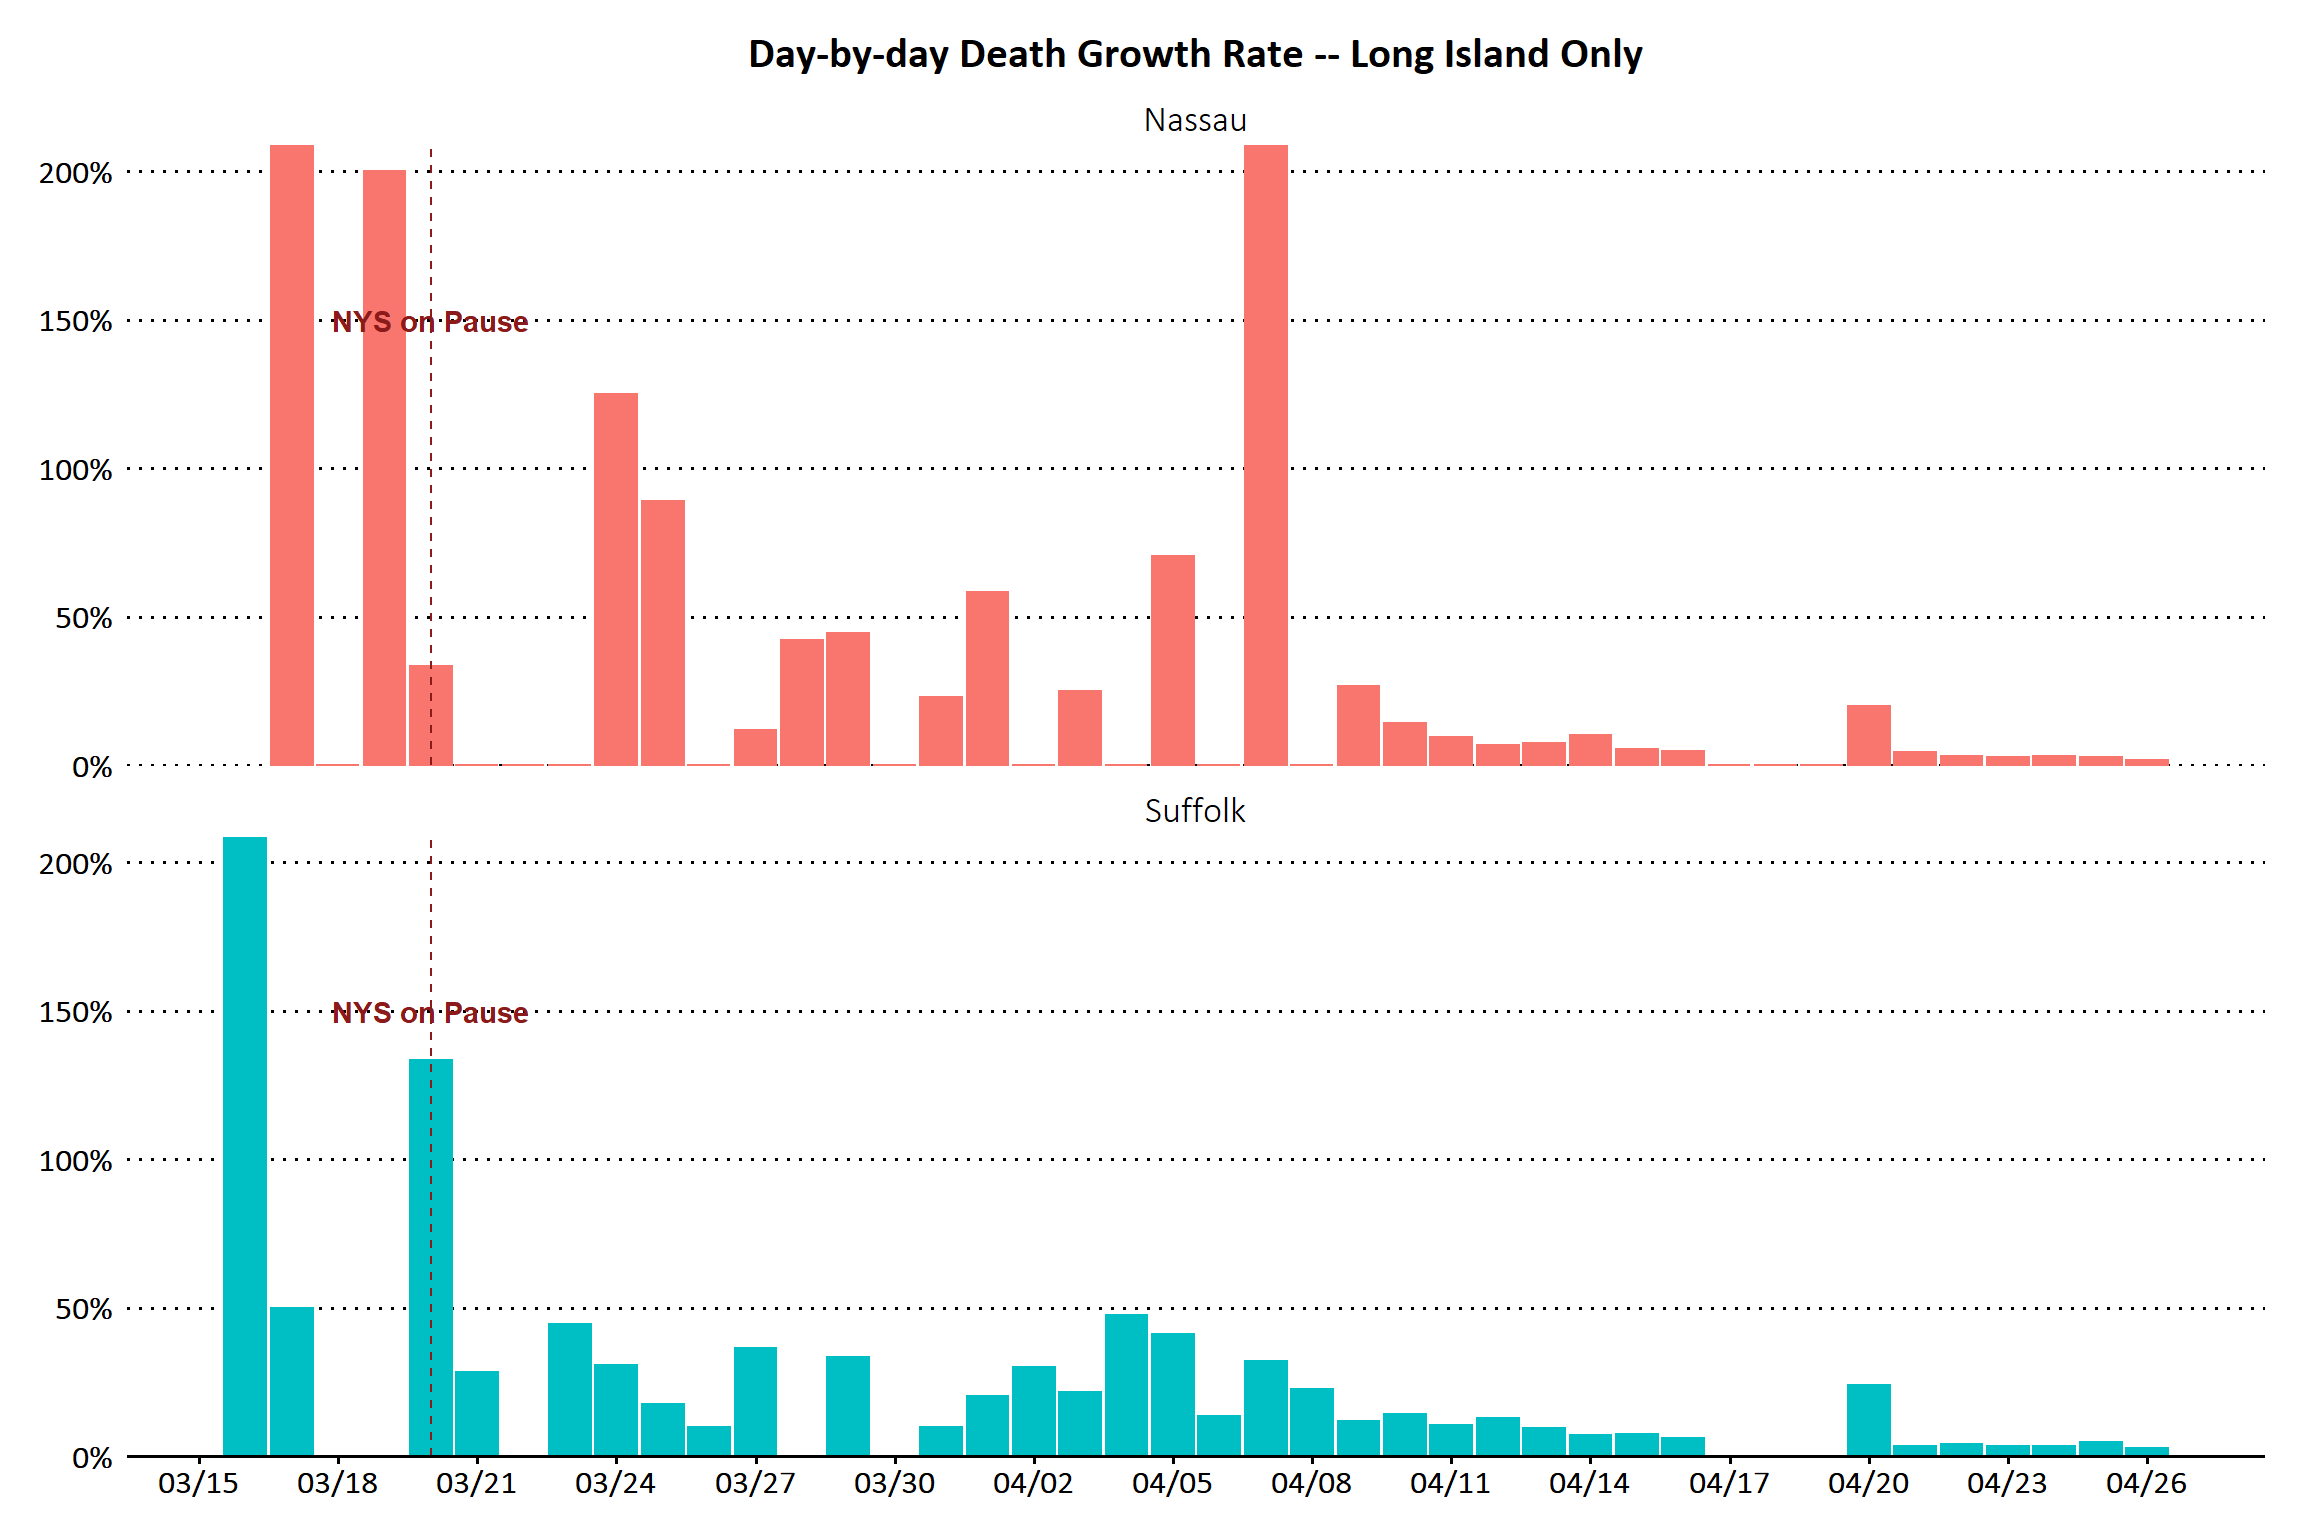 Day-by-day Death Growth Rate -- Long Island Only
Nassau
200%
150%
NYS on Pause
100%
50%
0%
Suffolk
200%
150%
NYS on Pause
100%
50%
0%
03/15 03/18 03/21 03/24 03/27 03/30 04/02 04/05 04/08 04/11 04/14 04/17 04/20 04/23 04/26